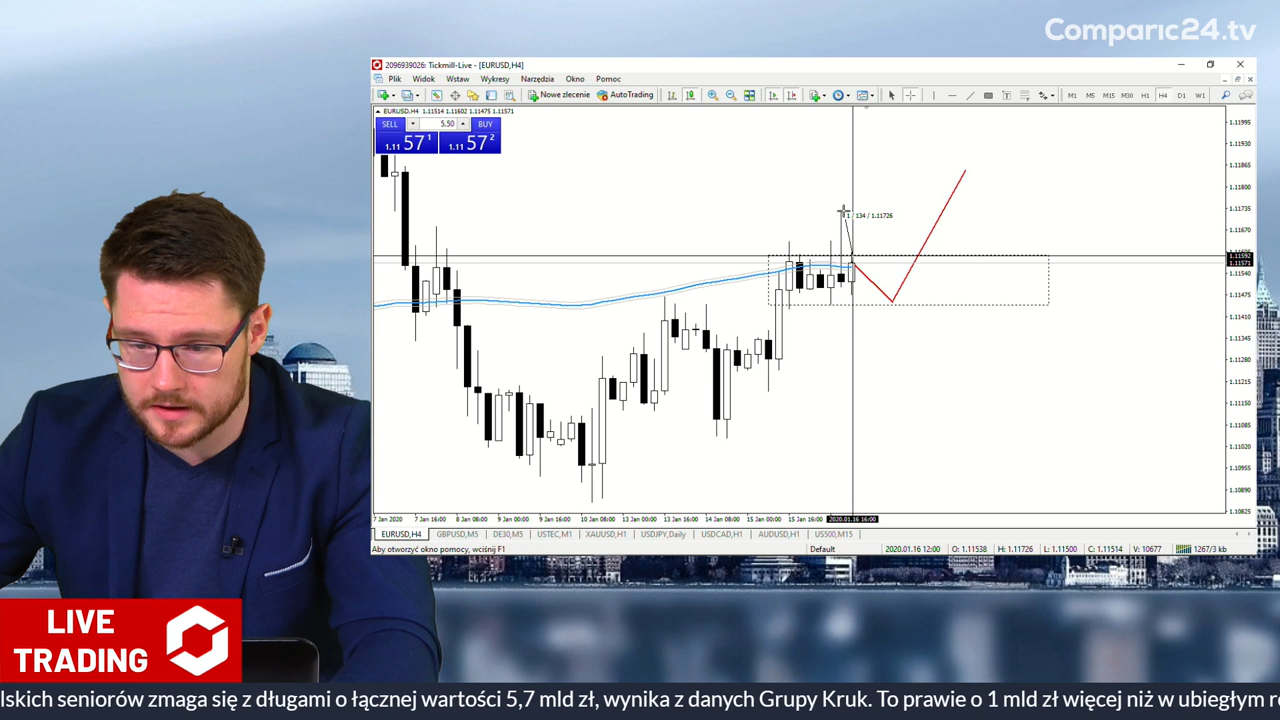 Comparic24.tv
2096939026: Tickmill-Live - [EURUSD,H4]
Plik Widok Wstaw Wykresy Narzędzia Okno Pomoc
Nowe zlecenie AutoTrading M1 M5 M15 M30 H1 H4 D1 W1
EURUSD,H4 1.11514 1.11602 1.11475 1.11571
SELL 5.50 BUY
1.11 57 1 1.11 57 2
1 / 134 / 1.11726
1.11995
1.11930
1.11865
1.11800
1.11735
1.11670
1.11592
1.11571
1.11540
1.11475
1.11410
1.11345
1.11280
1.11215
1.11150
1.11085
1.11020
1.10955
1.10890
1.10825
7 Jan 2020 7 Jan 16:00 8 Jan 08:00 9 Jan 00:00 9 Jan 16:00 10 Jan 08:00 13 Jan 00:00 13 Jan 16:00 14 Jan 08:00 15 Jan 00:00 15 Jan 16:00 2020.01.16 16:00
EURUSD,H4 GBPUSD,M5 DE30,M5 USTEC,M1 XAUUSD,H1 USDJPY,Daily USDCAD,H1 AUDUSD,H1 US500,M15
Aby otworzyć okno pomocy, wciśnij F1 Default 2020.01.16 12:00 O: 1.11538 H: 1.11726 L: 1.11500 C: 1.11514 V: 10677 1267/3 kb
LIVE
TRADING
lskich seniorów zmaga się z długami o łącznej wartości 5,7 mld zł, wynika z danych Grupy Kruk. To prawie o 1 mld zł więcej niż w ubiegłym r